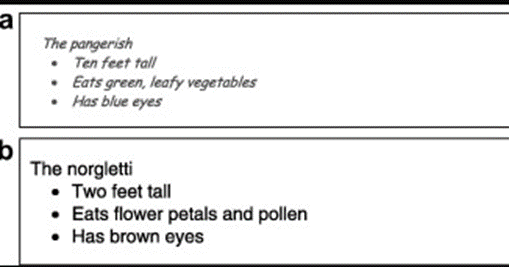 a
The pangerish
• Ten feet tall
• Eats green, leafy vegetables
• Has blue eyes
b
The norgletti
• Two feet tall
• Eats flower petals and pollen
• Has brown eyes